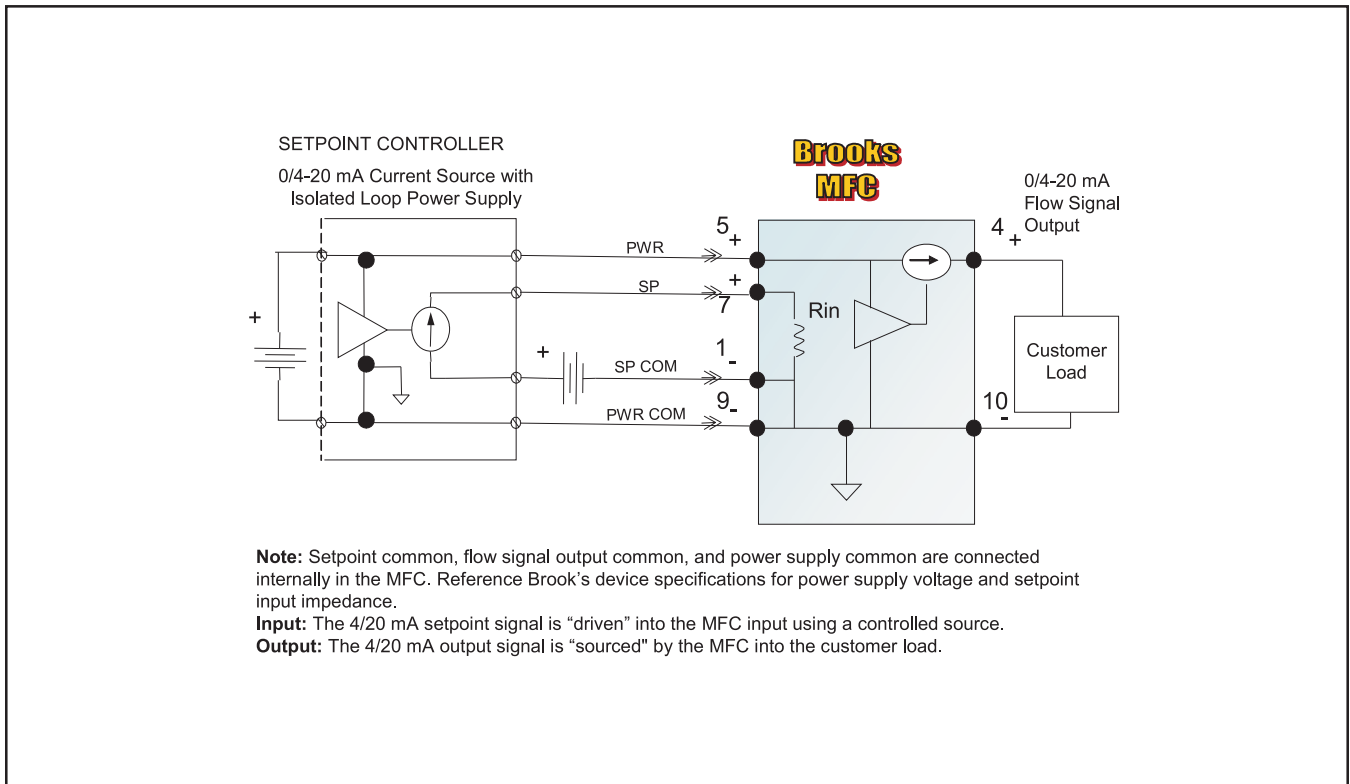 SETPOINT CONTROLLER
0/4-20 mA Current Source with
Isolated Loop Power Supply
Brooks
MFC
0/4-20 mA
Flow Signal
Output
+
PWR
5
+
SP
+
7
Rin
4
+
+
SP COM
1
-
Customer
Load
PWR COM
9
-
10
-
Note: Setpoint common, flow signal output common, and power supply common are connected
internally in the MFC. Reference Brook's device specifications for power supply voltage and setpoint
input impedance.
Input: The 4/20 mA setpoint signal is “driven” into the MFC input using a controlled source.
Output: The 4/20 mA output signal is “sourced" by the MFC into the customer load.